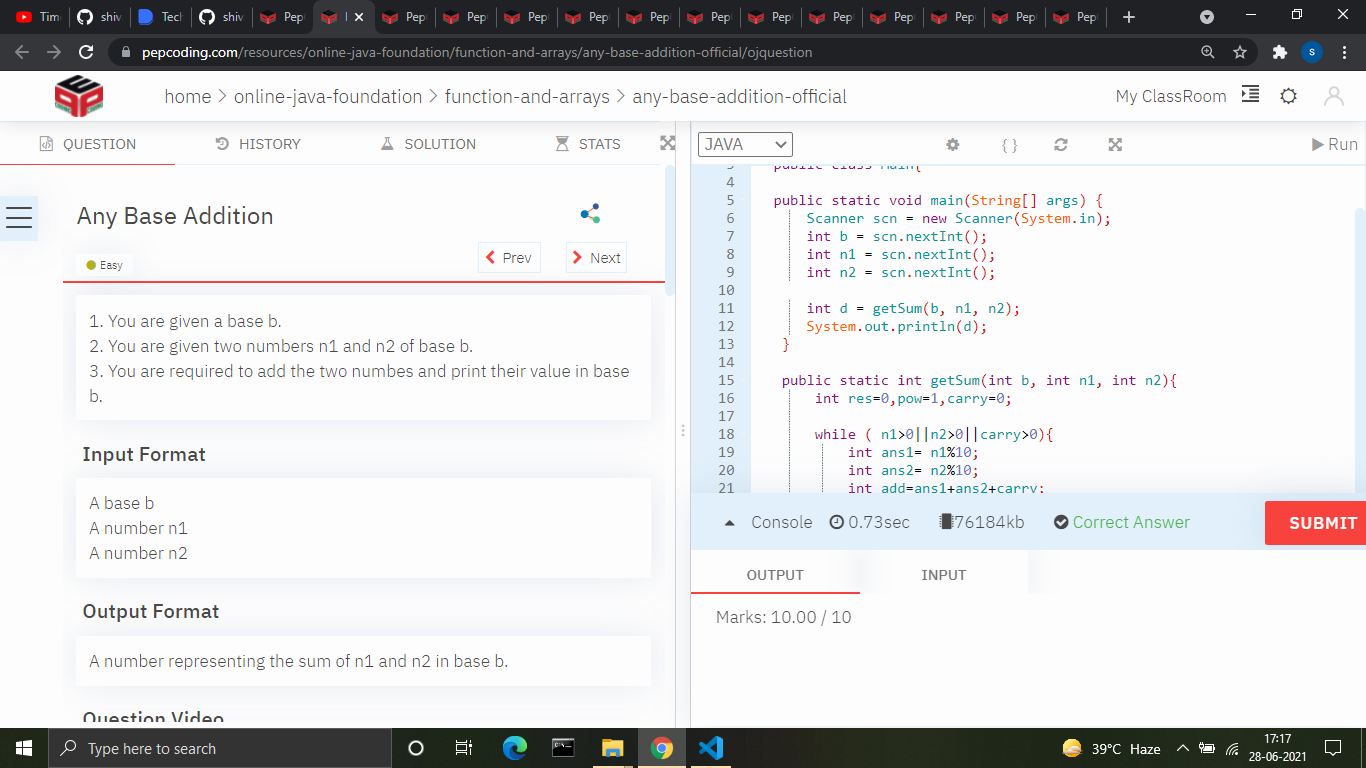 Tim
shiv
Tech
shiv
Pep
Pep
Pep
Pep
Pep
Pep
Pep
Pep
Pep
Pep
Pep
Pep
Pep
pepcoding.com/resources/online-java-foundation/function-and-arrays/any-base-addition-official/ojquestion
S
home > online-java-foundation > function-and-arrays > any-base-addition-official
My ClassRoom
QUESTION HISTORY SOLUTION STATS
Any Base Addition
Easy
Prev Next
1. You are given a base b.
2. You are given two numbers n1 and n2 of base b.
3. You are required to add the two numbes and print their value in base
b.
Input Format
A base b
A number n1
A number n2
Output Format
A number representing the sum of n1 and n2 in base b.
Question Video
JAVA { } Run
3 public class Main{
4
5 public static void main(String[] args) {
6 Scanner scn = new Scanner(System.in);
7 int b = scn.nextInt();
8 int n1 = scn.nextInt();
9 int n2 = scn.nextInt();
10
11 int d = getSum(b, n1, n2);
12 System.out.println(d);
13 }
14
15 public static int getSum(int b, int n1, int n2){
16 int res=0,pow=1,carry=0;
17
18 while ( n1>0||n2>0||carry>0){
19 int ans1= n1%10;
20 int ans2= n2%10;
21 int add=ans1+ans2+carry;
Console 0.73sec 76184kb Correct Answer SUBMIT
OUTPUT INPUT
Marks: 10.00 / 10
Type here to search
39°C Haze
17:17
28-06-2021